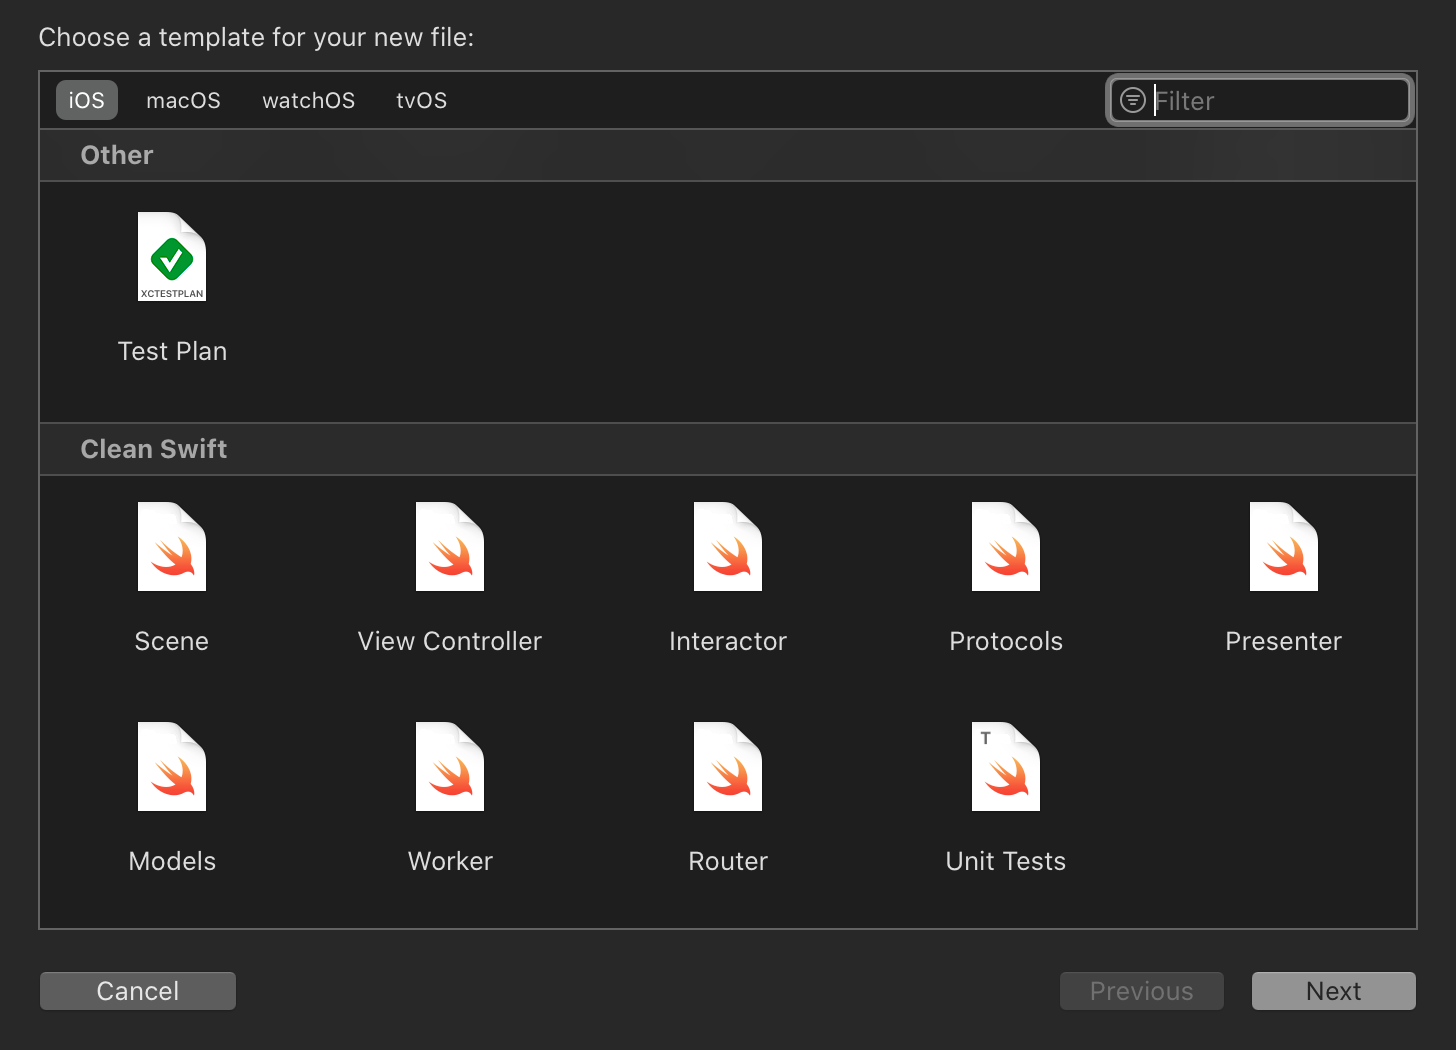 Choose a template for your new file:
iOS macOS watchOS tvOS Filter
Other
XCTESTPLAN
Test Plan
Clean Swift
Scene View Controller Interactor Protocols Presenter
T
Models Worker Router Unit Tests
Cancel Previous Next